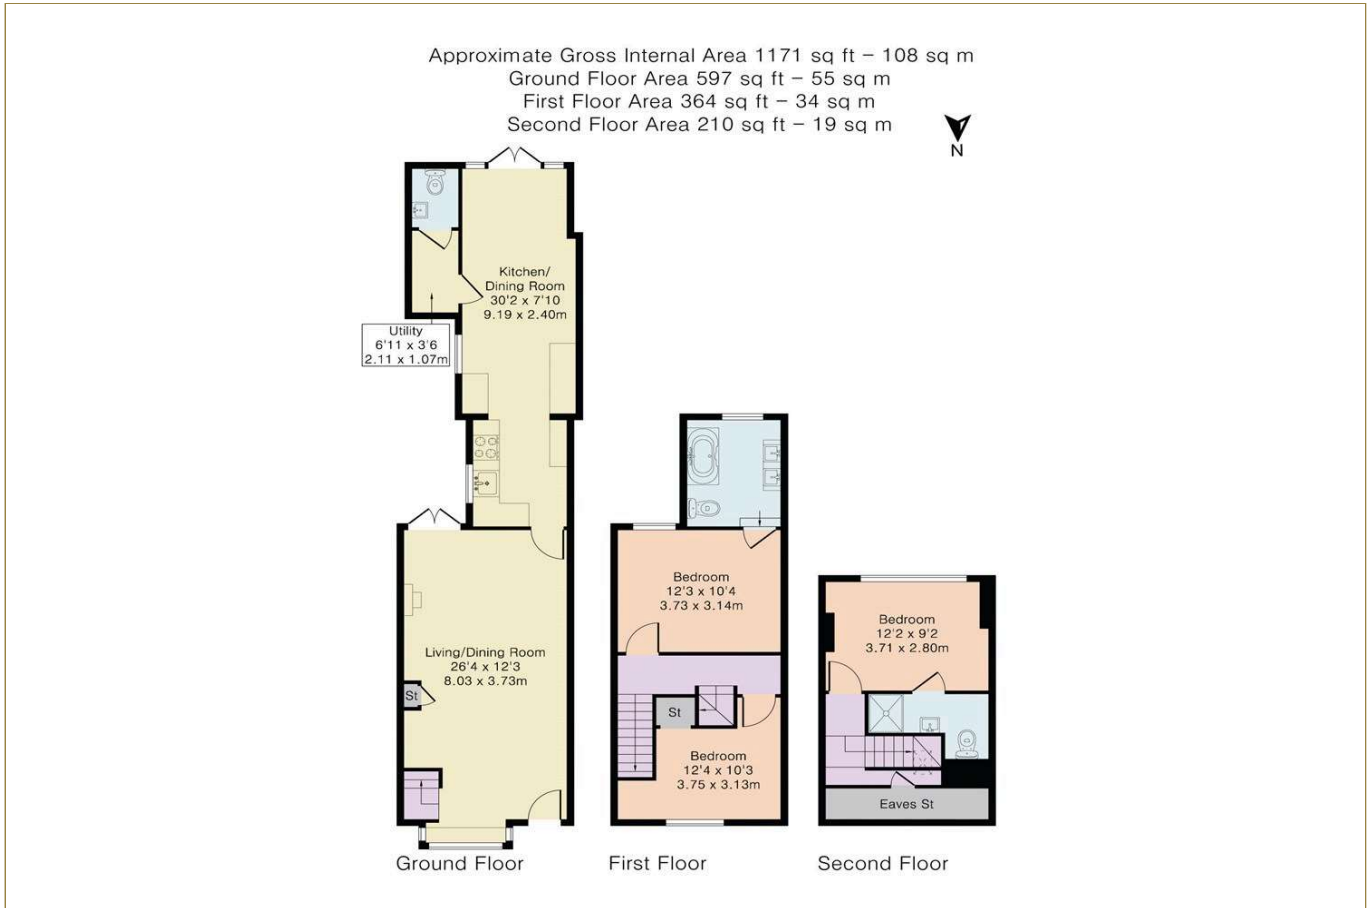 Approximate Gross Internal Area 1171 sq ft – 108 sq m
Ground Floor Area 597 sq ft – 55 sq m
First Floor Area 364 sq ft – 34 sq m
Second Floor Area 210 sq ft – 19 sq m
N
Kitchen/
Dining Room
30'2 x 7'10
9.19 x 2.40m
Utility
6'11 x 3'6
2.11 x 1.07m
Living/Dining Room
26'4 x 12'3
8.03 x 3.73m
St
Ground Floor
Bedroom
12'3 x 10'4
3.73 x 3.14m
St
Bedroom
12'4 x 10'3
3.75 x 3.13m
First Floor
Bedroom
12'2 x 9'2
3.71 x 2.80m
Eaves St
Second Floor